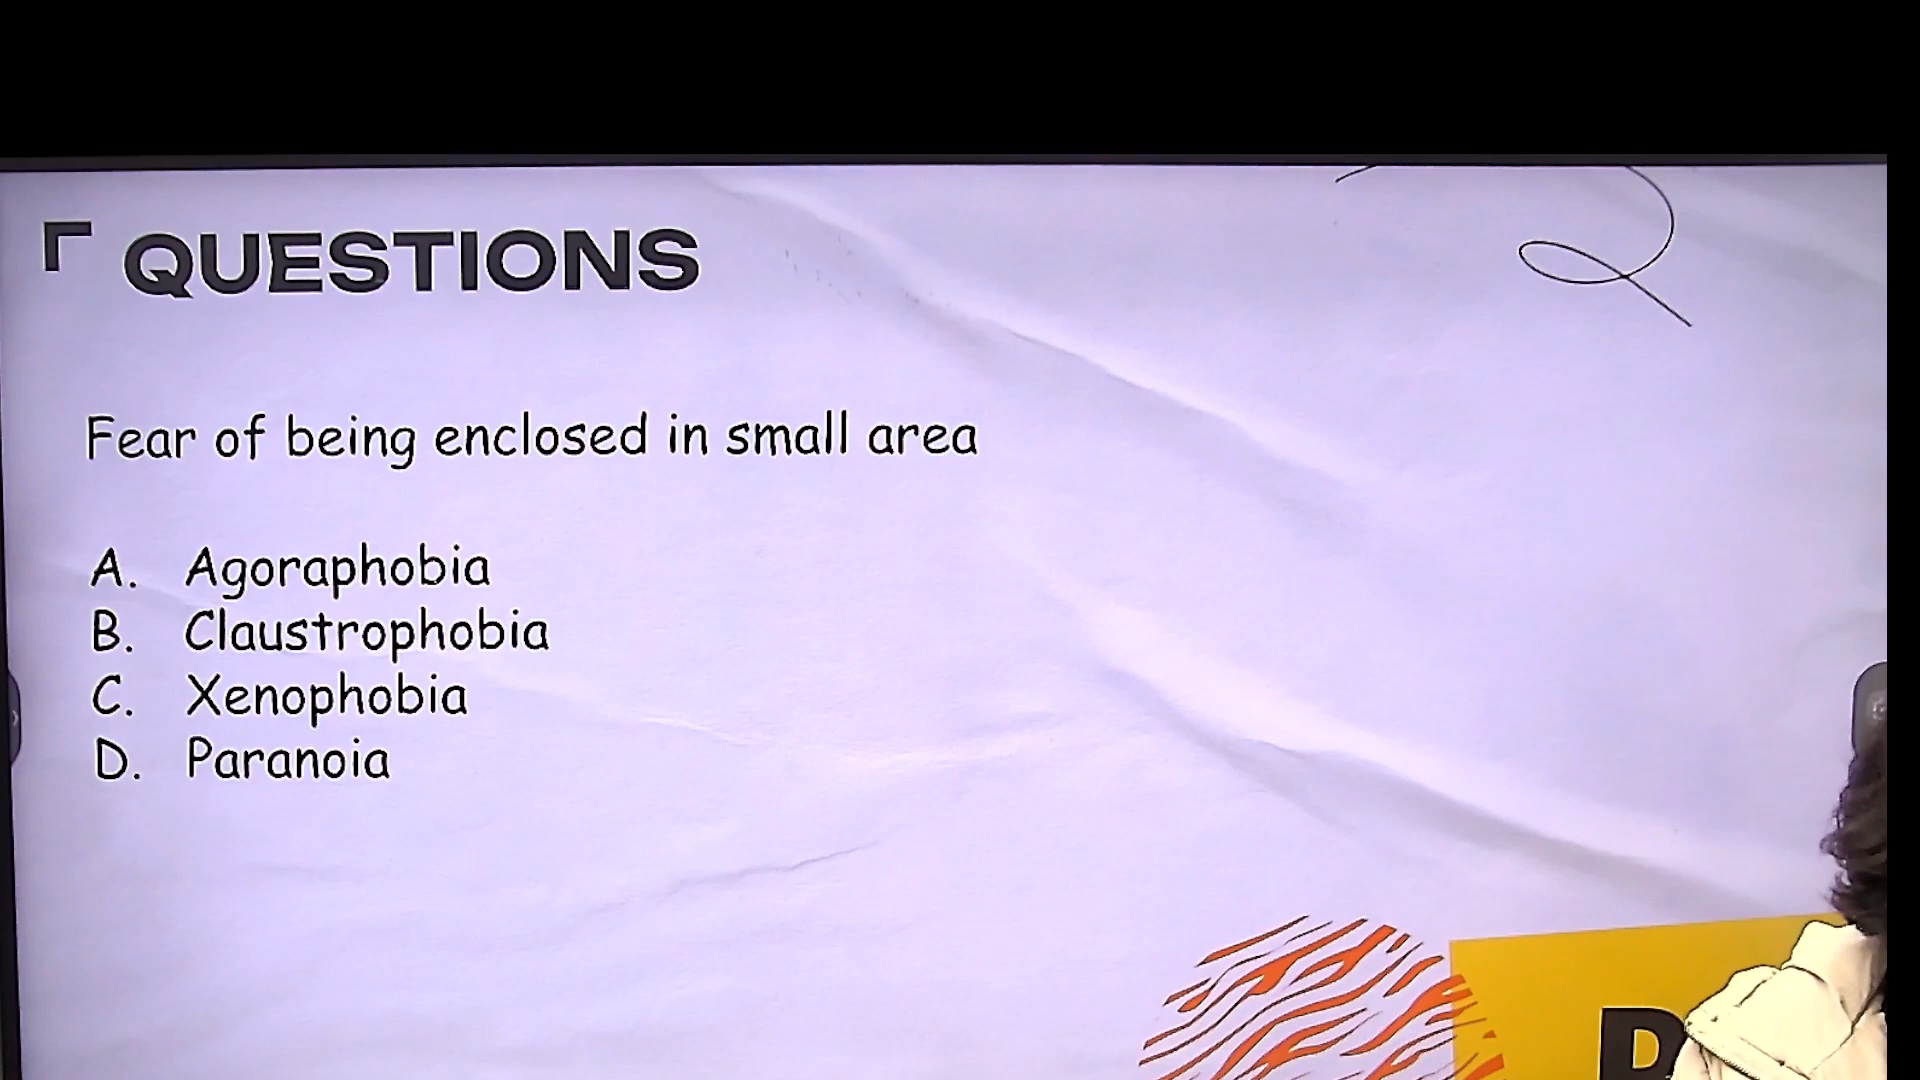 QUESTIONS
Fear of being enclosed in small area
A. Agoraphobia
B. Claustrophobia
C. Xenophobia
D. Paranoia